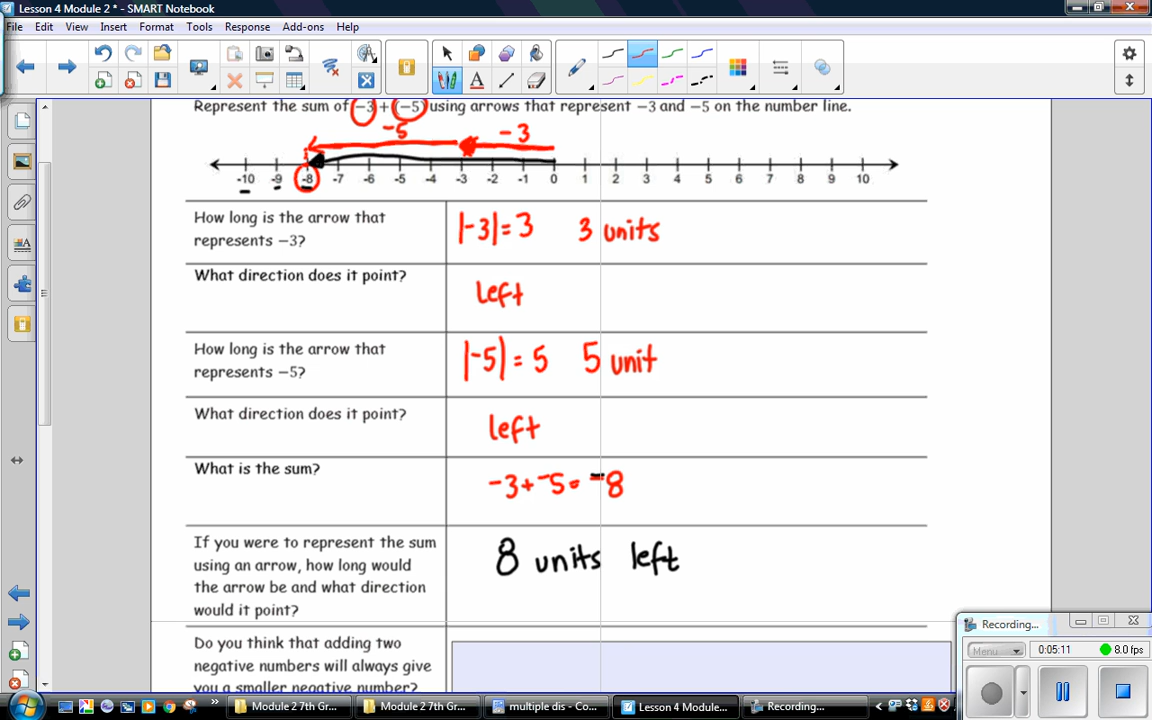 Lesson 4 Module 2 * - SMART Notebook
File Edit View Insert Format Tools Response Add-ons Help
Represent the sum of −3 + (−5) using arrows that represent −3 and −5 on the number line.
-5 -3
-10 -9 -8 -7 -6 -5 -4 -3 -2 -1 0 1 2 3 4 5 6 7 8 9 10
How long is the arrow that
represents −3?
|-3| = 3 3 units
What direction does it point?
left
How long is the arrow that
represents −5?
|-5| = 5 5 unit
What direction does it point?
left
What is the sum?
-3+-5= -8
If you were to represent the sum
using an arrow, how long would
the arrow be and what direction
would it point?
8 units left
Do you think that adding two
negative numbers will always give
you a smaller negative number?
Recording...
Menu 0:05:11 8.0 fps
Module 2 7th Gr... Module 2 7th Gr... multiple dis - Co... Lesson 4 Module... Recording...